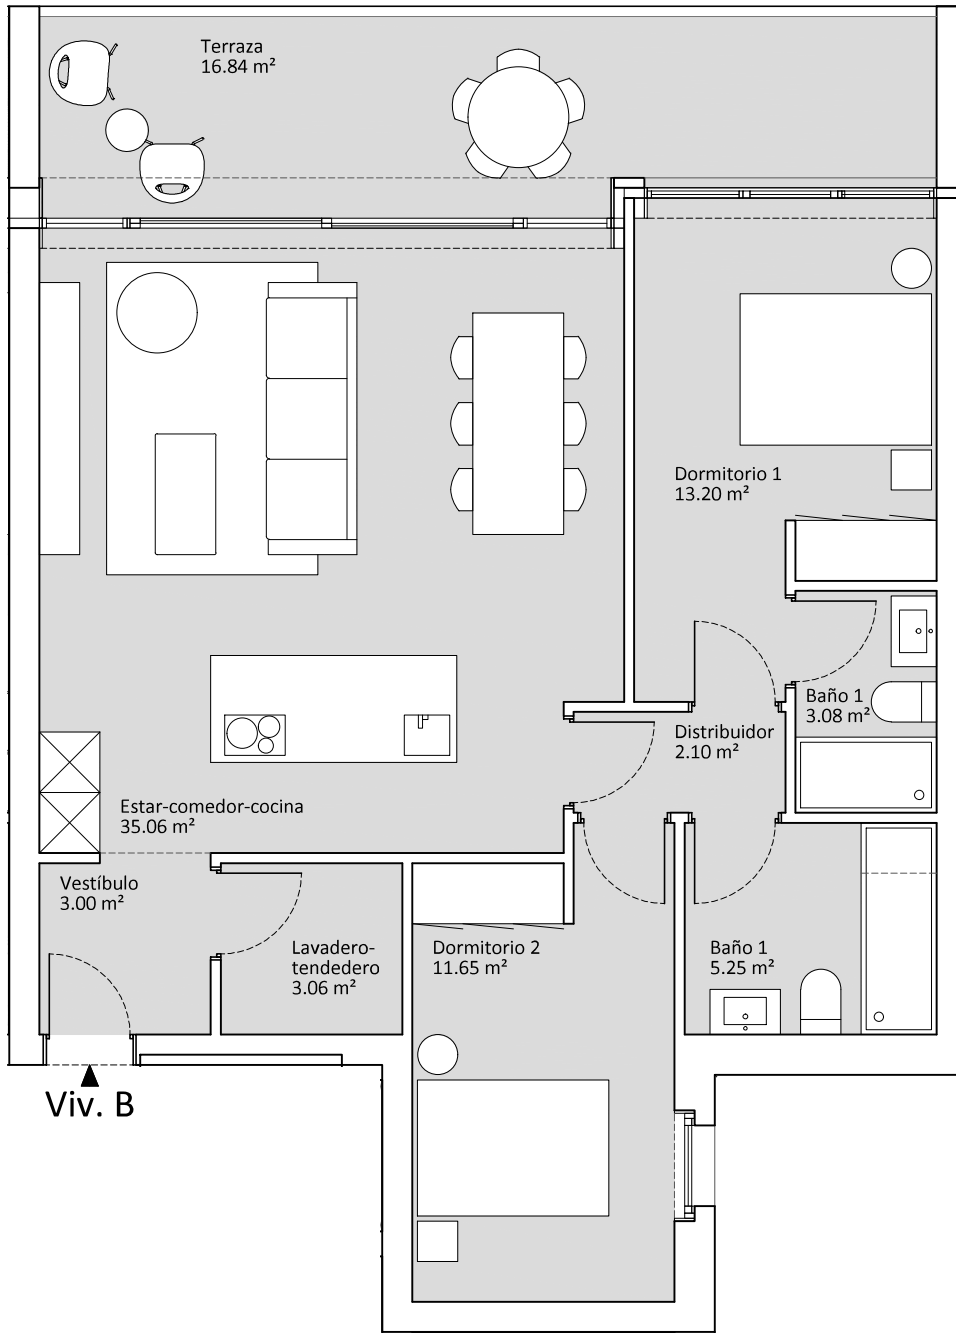 Terraza
16.84 m²
Dormitorio 1
13.20 m²
Baño 1
3.08 m²
Distribuidor
2.10 m²
Estar-comedor-cocina
35.06 m²
Vestíbulo
3.00 m²
Lavadero-
tendedero
3.06 m²
Dormitorio 2
11.65 m²
Baño 1
5.25 m²
Viv. B